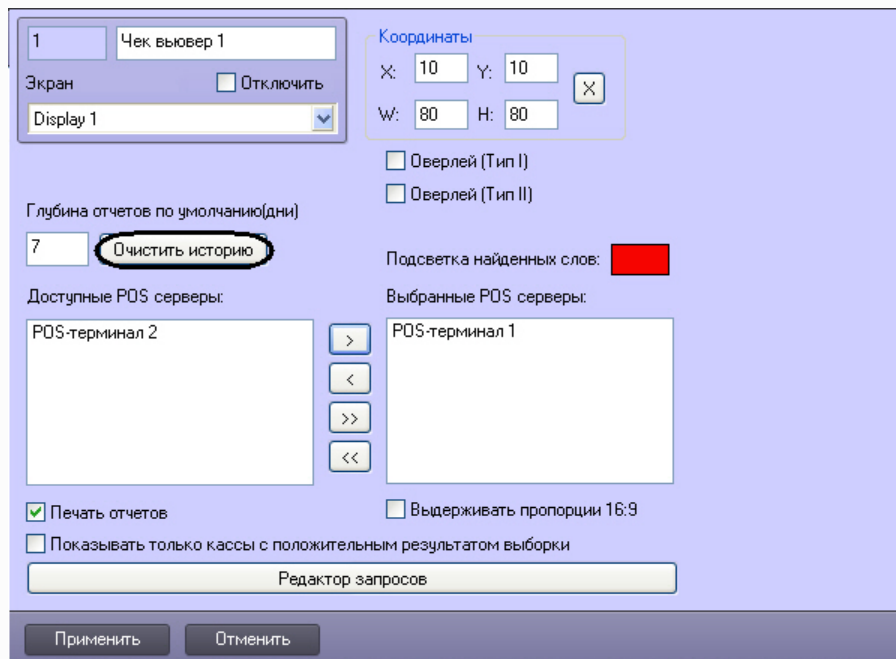 1
Чек вьювер 1
Экран
Отключить
Display 1
Координаты
X: 10 Y: 10
X
W: 80 H: 80
Оверлей (Тип I)
Оверлей (Тип II)
Глубина отчетов по умолчанию(дни)
7
Очистить историю
Подсветка найденных слов:
Доступные POS серверы:
Выбранные POS серверы:
POS-терминал 2
POS-терминал 1
>
<
>>
<<
Печать отчетов
Выдерживать пропорции 16:9
Показывать только кассы с положительным результатом выборки
Редактор запросов
Применить
Отменить